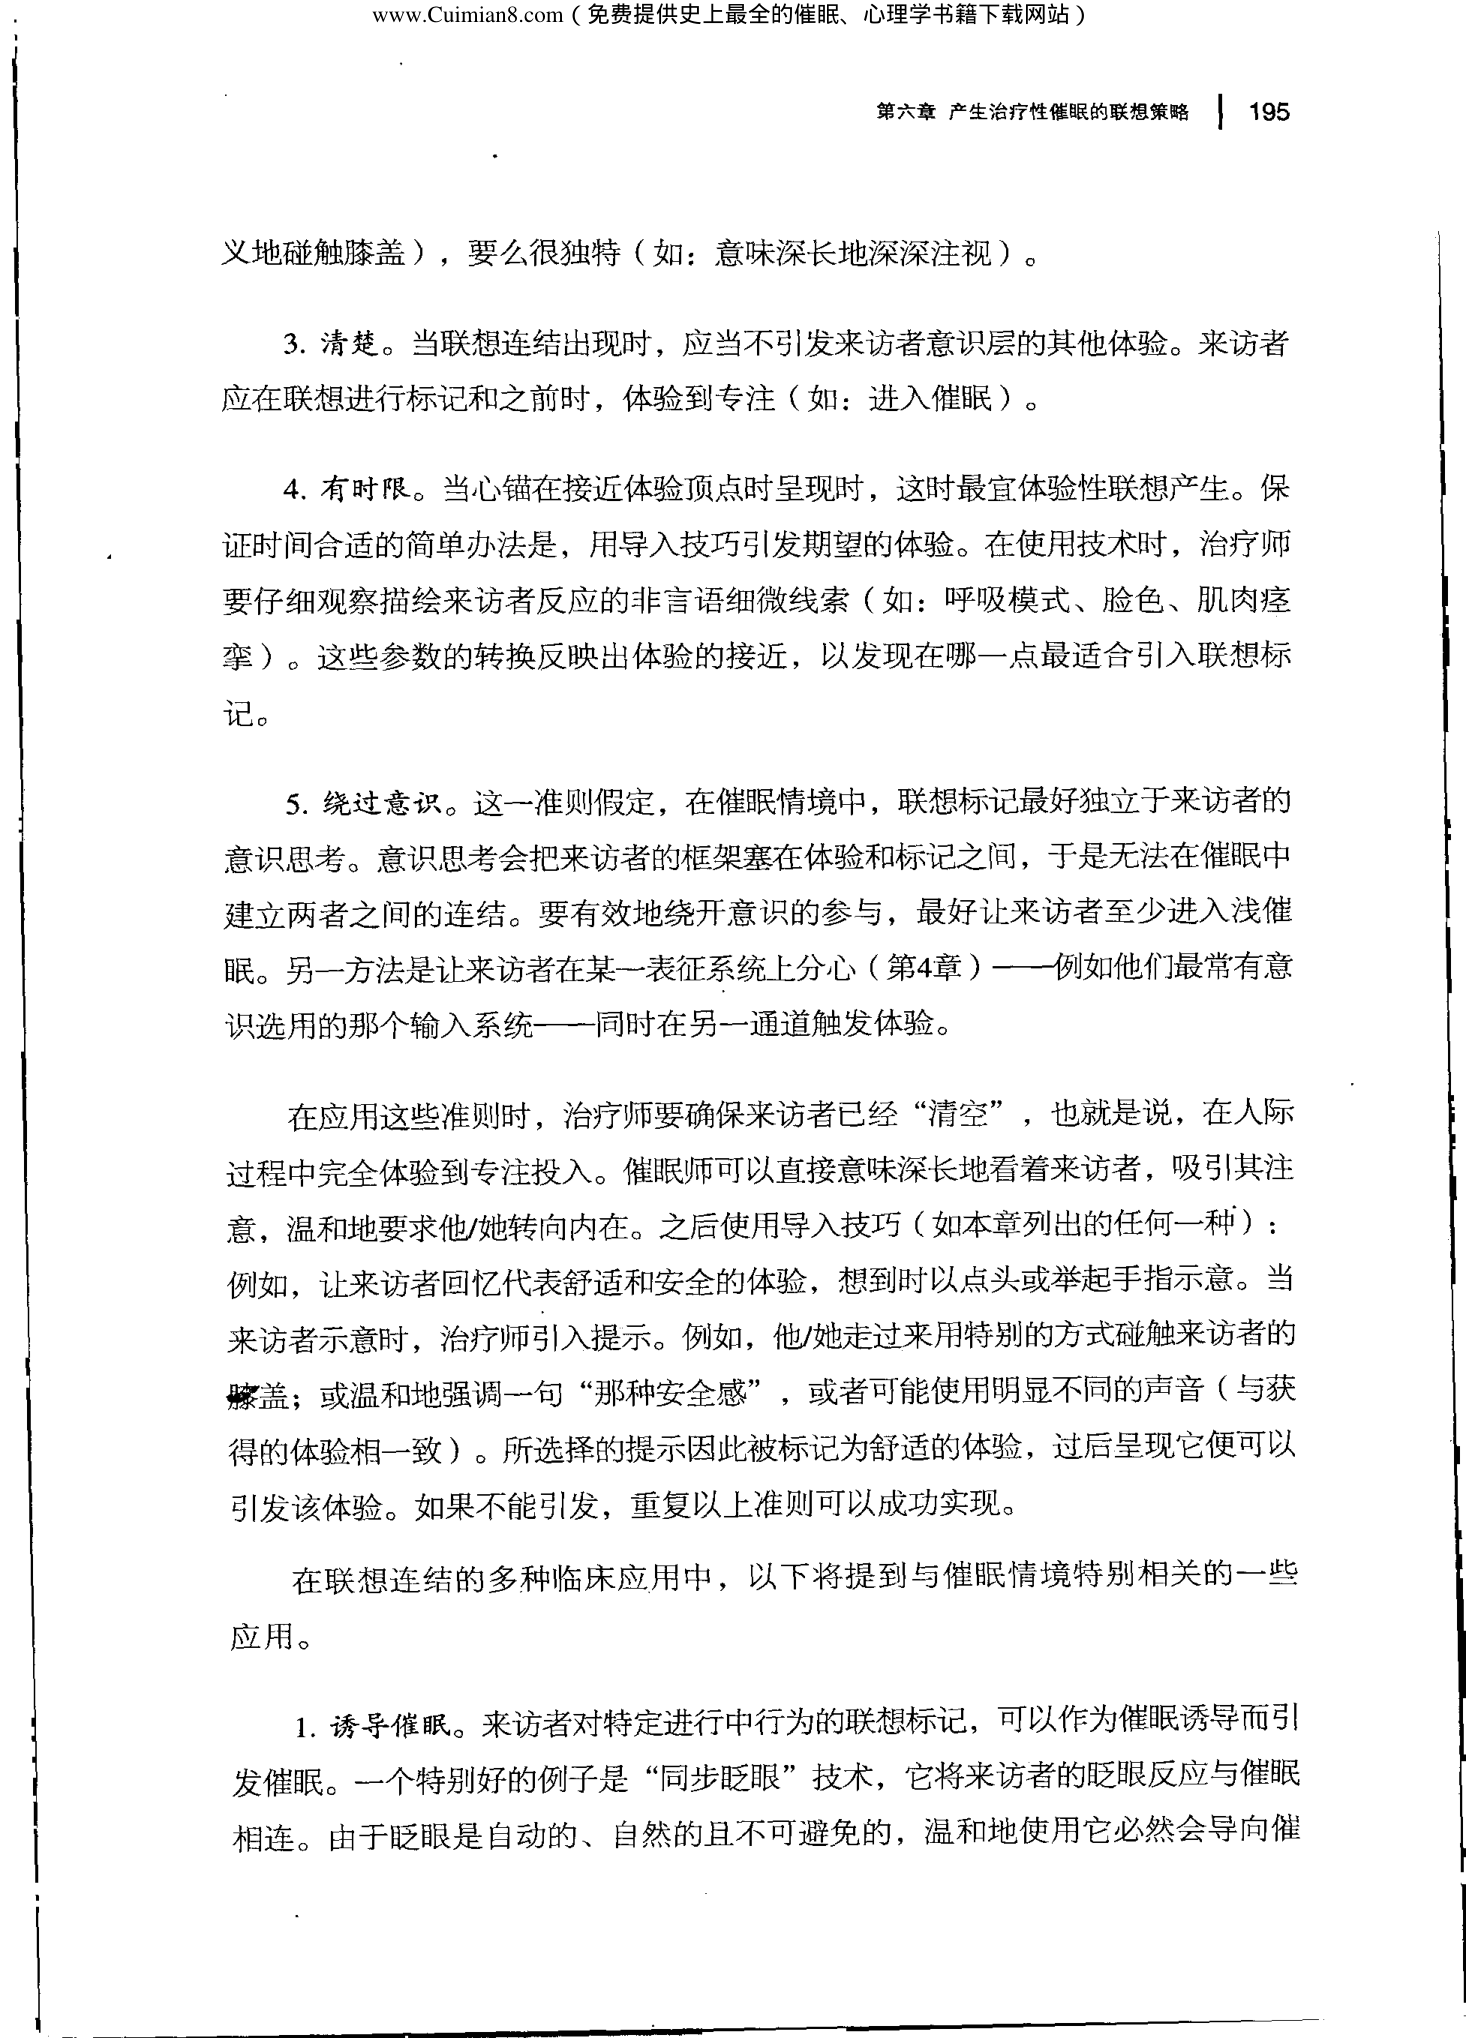 www.Cuimian8.com（免费提供史上最全的催眠、心理学书籍下载网站）
第六章 产生治疗性催眠的联想策略 | 195
义地碰触膝盖），要么很独特（如：意味深长地深深注视）。
3. 清楚。当联想连结出现时，应当不引发来访者意识层的其他体验。来访者
应在联想进行标记和之前时，体验到专注（如：进入催眠）。
4. 有时限。当心锚在接近体验顶点时呈现时，这时最宜体验性联想产生。保
证时间合适的简单办法是，用导入技巧引发期望的体验。在使用技术时，治疗师
要仔细观察描绘来访者反应的非言语细微线索（如：呼吸模式、脸色、肌肉痉
挛）。这些参数的转换反映出体验的接近，以发现在哪一点最适合引入联想标
记。
5. 绕过意识。这一准则假定，在催眠情境中，联想标记最好独立于来访者的
意识思考。意识思考会把来访者的框架塞在体验和标记之间，于是无法在催眠中
建立两者之间的连结。要有效地绕开意识的参与，最好让来访者至少进入浅催
眠。另一方法是让来访者在某一表征系统上分心（第4章）——例如他们最常有意
识选用的那个输入系统——同时在另一通道触发体验。
在应用这些准则时，治疗师要确保来访者已经“清空”，也就是说，在人际
过程中完全体验到专注投入。催眠师可以直接意味深长地看着来访者，吸引其注
意，温和地要求他/她转向内在。之后使用导入技巧（如本章列出的任何一种）：
例如，让来访者回忆代表舒适和安全的体验，想到时以点头或举起手指示意。当
来访者示意时，治疗师引入提示。例如，他/她走过来用特别的方式碰触来访者的
膝盖；或温和地强调一句“那种安全感”，或者可能使用明显不同的声音（与获
得的体验相一致）。所选择的提示因此被标记为舒适的体验，过后呈现它便可以
引发该体验。如果不能引发，重复以上准则可以成功实现。
在联想连结的多种临床应用中，以下将提到与催眠情境特别相关的一些
应用。
1. 诱导催眠。来访者对特定进行中行为的联想标记，可以作为催眠诱导而引
发催眠。一个特别好的例子是“同步眨眼”技术，它将来访者的眨眼反应与催眠
相连。由于眨眼是自动的、自然的且不可避免的，温和地使用它必然会导向催